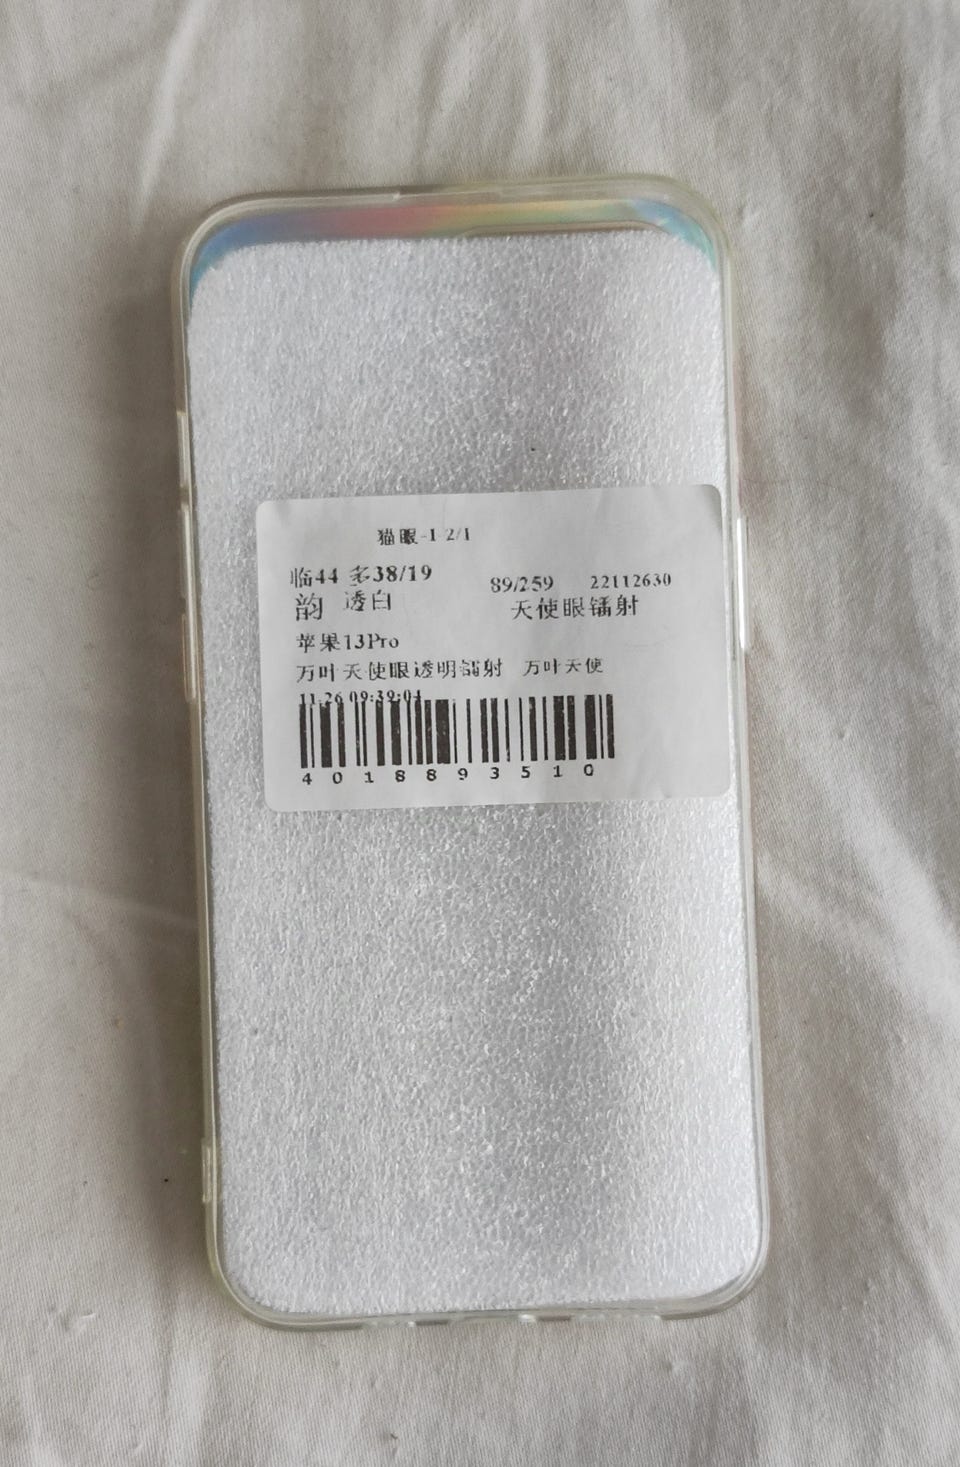 猫眼-1 2/1
临44 多38/19 89/259 22112630
韵 透白 天使眼镭射
苹果13Pro
万叶天使眼透明镭射 万叶天使
11-26 09:39:04
4018893510